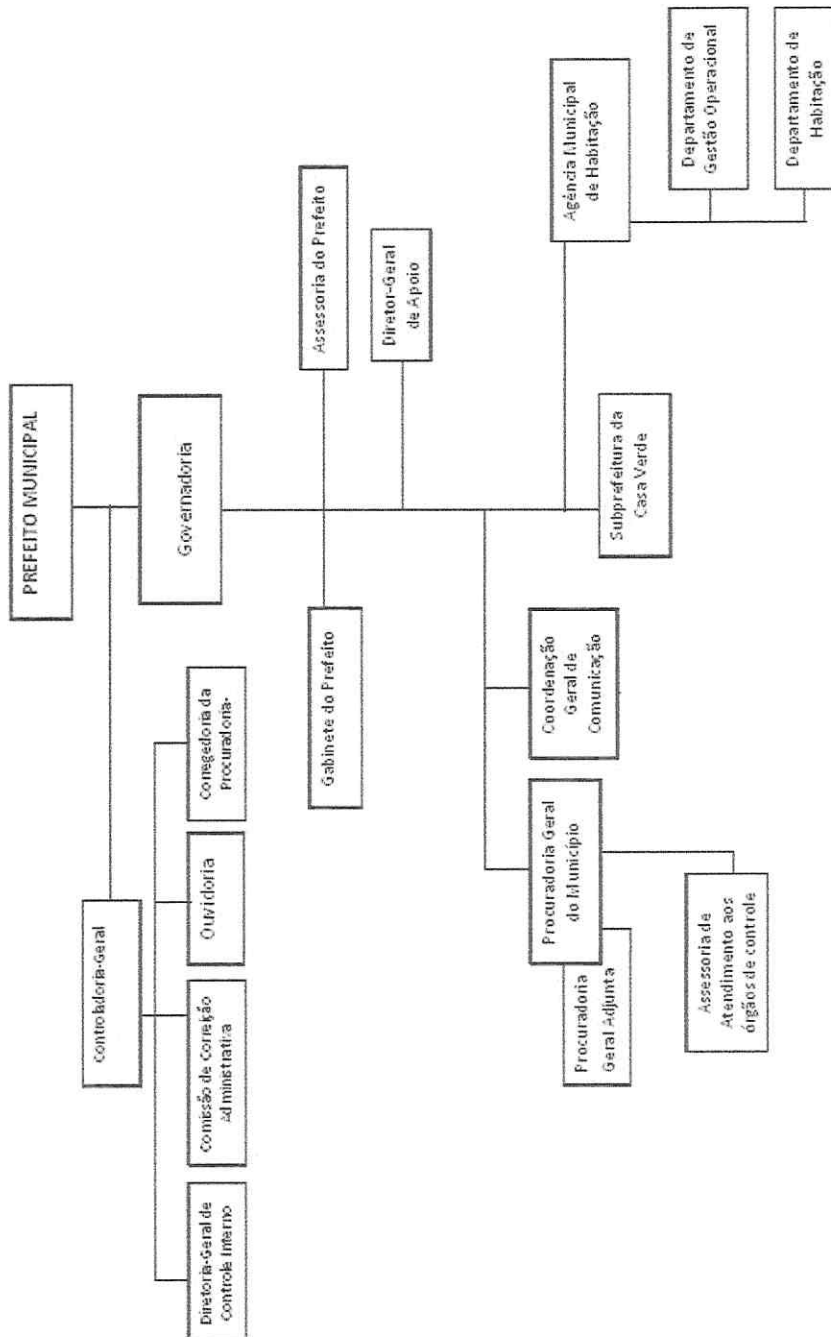 PREFEITO MUNICIPAL
Controladoria-Geral
Governadoria
Diretoria-Geral de
Controle Interno
Comissão de Correição
Administrativa
Ouvidoria
Corregedoria da
Procuradoria-
Gabinete do Prefeito
Assessoria do Prefeito
Diretor-Geral
de Apoio
Procuradoria Geral
do Município
Procuradoria
Geral Adjunta
Coordenação
Geral de
Comunicação
Assessoria de
Atendimento aos
órgãos de controle
Subprefeitura da
Casa Verde
Agência Municipal
de Habitação
Departamento de
Gestão Operacional
Departamento de
Habitação